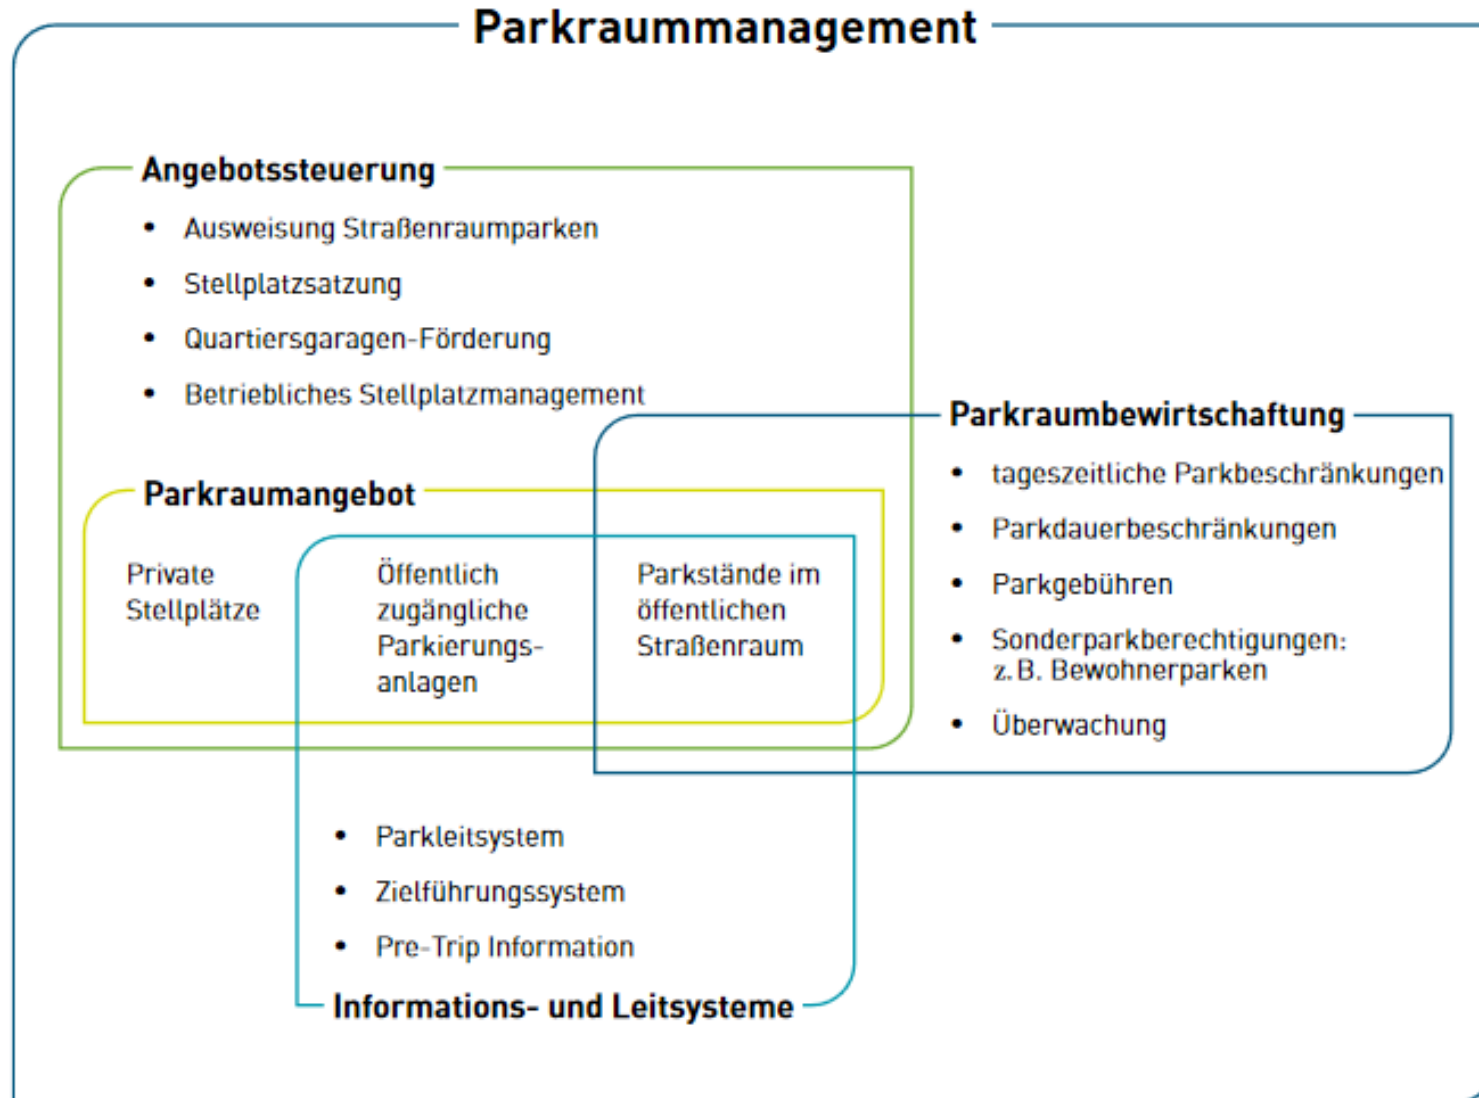 Parkraummanagement
Angebotssteuerung
• Ausweisung Straßenraumparken
• Stellplatzsatzung
• Quartiersgaragen-Förderung
• Betriebliches Stellplatzmanagement
Parkraumbewirtschaftung
• tageszeitliche Parkbeschränkungen
• Parkdauerbeschränkungen
• Parkgebühren
• Sonderparkberechtigungen:
z. B. Bewohnerparken
• Überwachung
Parkraumangebot
Private
Stellplätze
Öffentlich
zugängliche
Parkierungs-
anlagen
Parkstände im
öffentlichen
Straßenraum
• Parkleitsystem
• Zielführungssystem
• Pre-Trip Information
Informations- und Leitsysteme